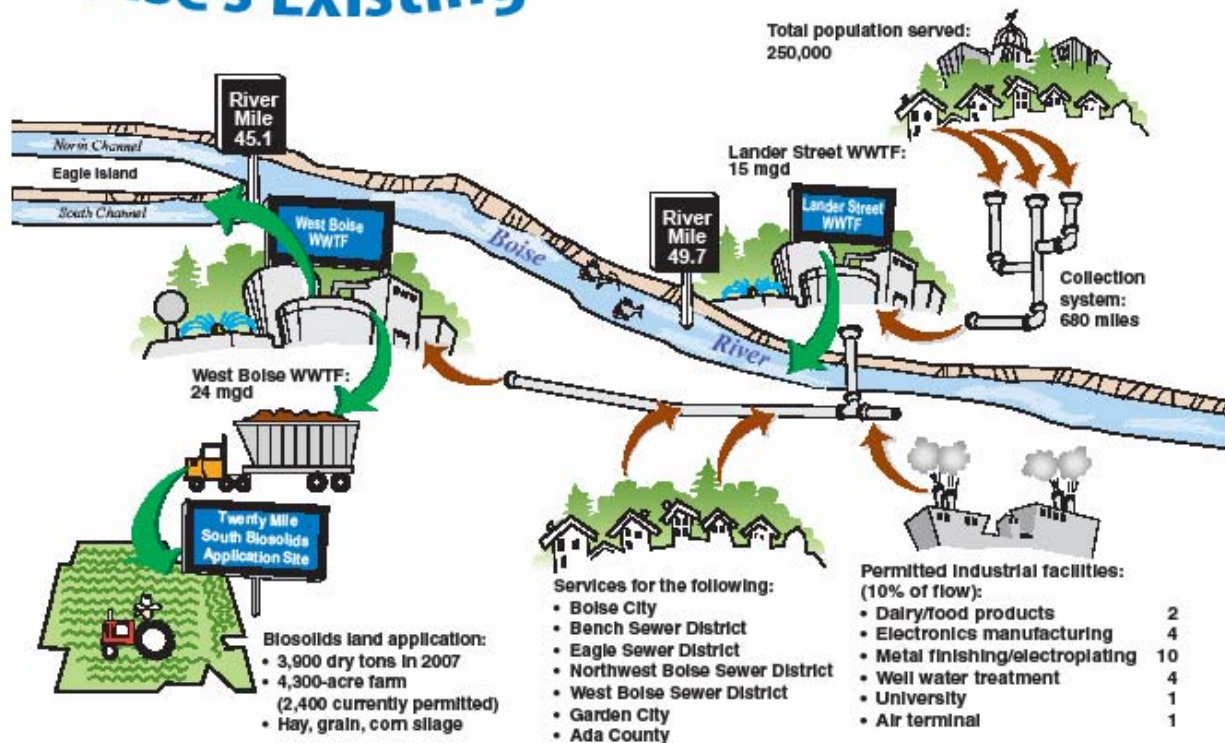 Existing
Total population served:
250,000
River
Mile
45.1
North Channel
Eagle Island
South Channel
Lander Street WWTF:
15 mgd
West Boise
WWTF
Boise
River
Mile
49.7
Lander Street
WWTF
Collection
system:
680 miles
River
West Boise WWTF:
24 mgd
Twenty Mile
South Biosolids
Application Site
Biosolids land application:
• 3,900 dry tons in 2007
• 4,300-acre farm
(2,400 currently permitted)
• Hay, grain, corn silage
Services for the following:
• Boise City
• Bench Sewer District
• Eagle Sewer District
• Northwest Boise Sewer District
• West Boise Sewer District
• Garden City
• Ada County
Permitted industrial facilities:
(10% of flow):
• Dairy/food products 2
• Electronics manufacturing 4
• Metal finishing/electroplating 10
• Well water treatment 4
• University 1
• Air terminal 1